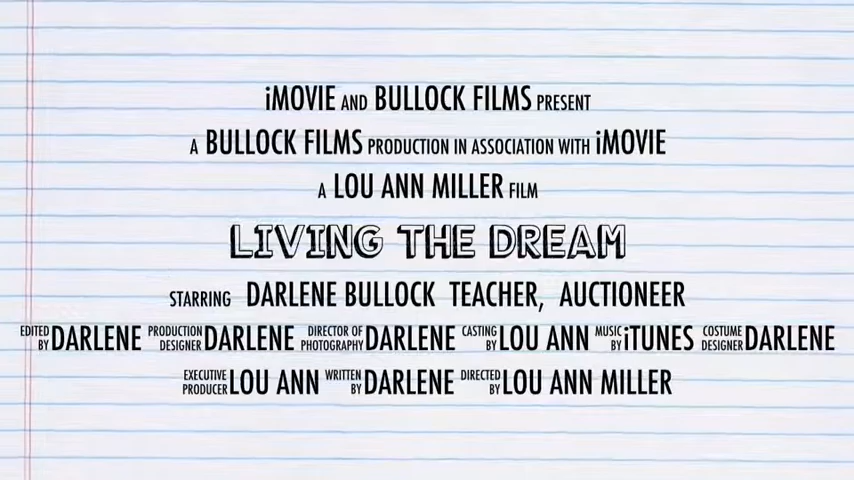 iMOVIE AND BULLOCK FILMS PRESENT
A BULLOCK FILMS PRODUCTION IN ASSOCIATION WITH iMOVIE
A LOU ANN MILLER FILM
LIVING THE DREAM
STARRING DARLENE BULLOCK TEACHER, AUCTIONEER
EDITED BY DARLENE PRODUCTION DESIGNER DARLENE DIRECTOR OF PHOTOGRAPHY DARLENE CASTING BY LOU ANN MUSIC BY iTUNES COSTUME DESIGNER DARLENE
EXECUTIVE PRODUCER LOU ANN WRITTEN BY DARLENE DIRECTED BY LOU ANN MILLER